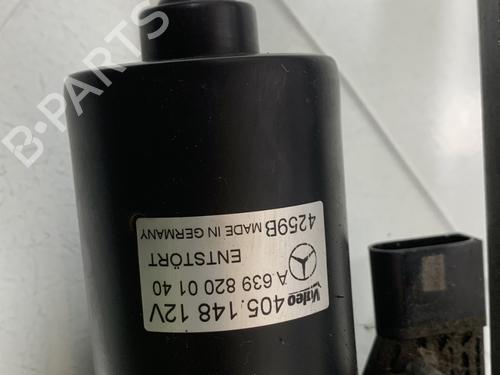 Valeo 405.148 12V
A 639 820 01 40
ENTSTÖRT
4259B MADE IN GERMANY
B-PARTS